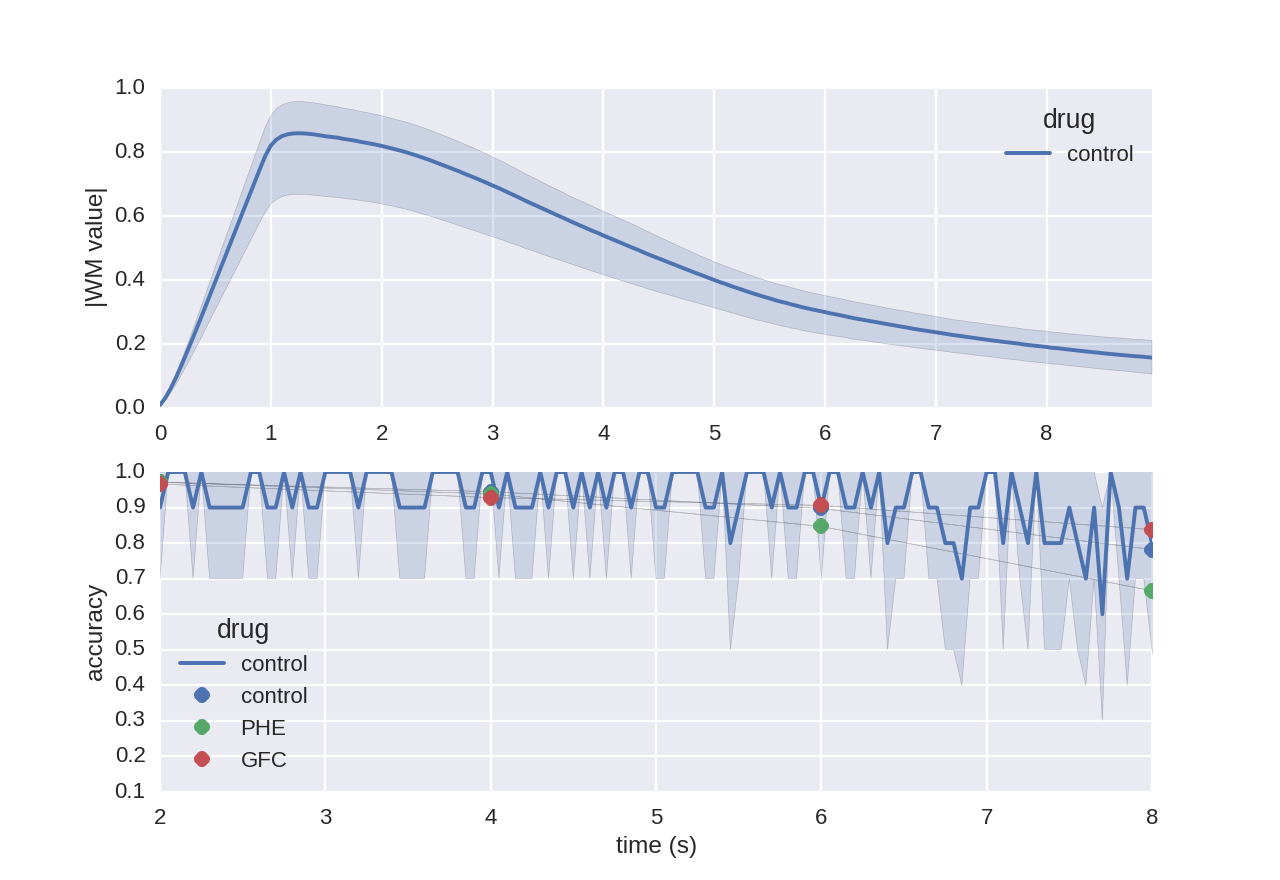 1.0
0.8
0.6
0.4
0.2
0.0
|WM value|
drug
control
0 1 2 3 4 5 6 7 8
1.0
0.9
0.8
0.7
0.6
0.5
0.4
0.3
0.2
0.1
accuracy
drug
control
control
PHE
GFC
2 3 4 5 6 7 8
time (s)